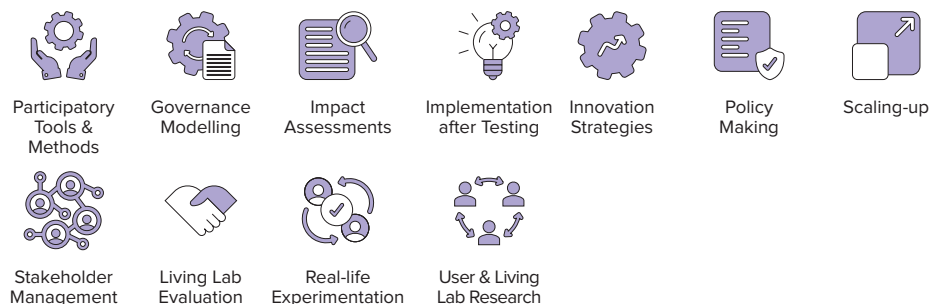 Participatory
Tools &
Methods
Governance
Modelling
Impact
Assessments
Implementation
after Testing
Innovation
Strategies
Policy
Making
Scaling-up
Stakeholder
Management
Living Lab
Evaluation
Real-life
Experimentation
User & Living
Lab Research